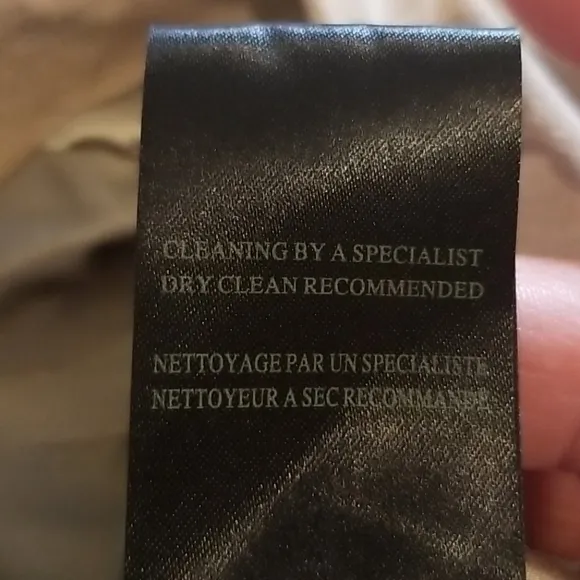 CLEANING BY A SPECIALIST
DRY CLEAN RECOMMENDED
NETTOYAGE PAR UN SPECIALISTE
NETTOYEUR A SEC RECOMMANDE